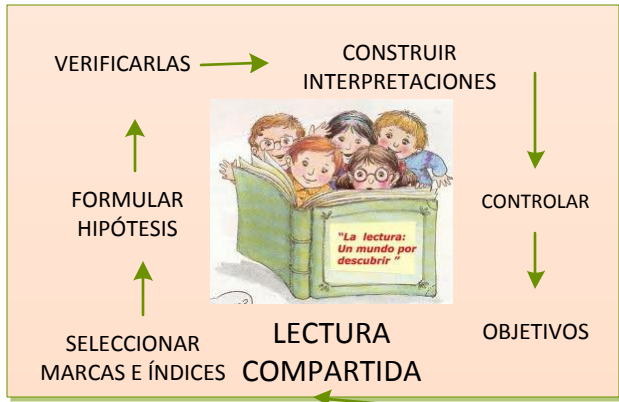 VERIFICARLAS
CONSTRUIR
INTERPRETACIONES
FORMULAR
HIPÓTESIS
CONTROLAR
"La lectura:
Un mundo por
descubrir "
SELECCIONAR
MARCAS E ÍNDICES
LECTURA
COMPARTIDA
OBJETIVOS